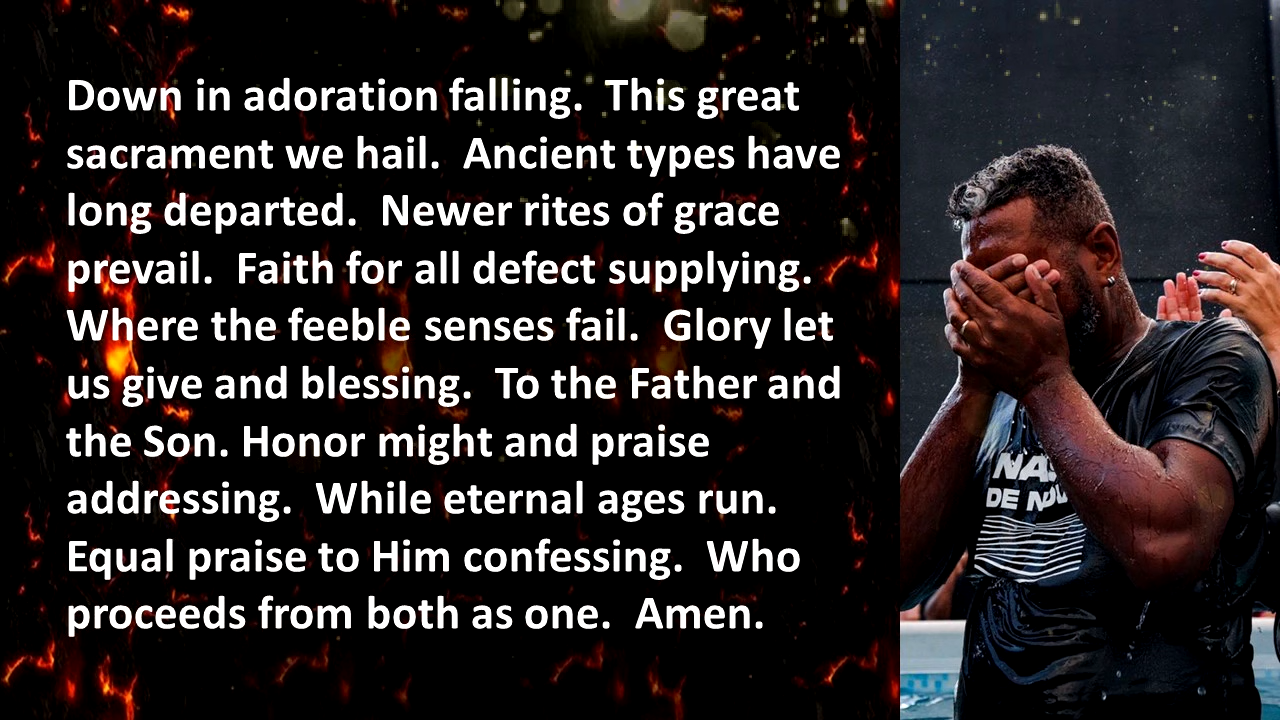 Down in adoration falling.  This great
sacrament we hail.  Ancient types have
long departed.  Newer rites of grace
prevail.  Faith for all defect supplying.
Where the feeble senses fail.  Glory let
us give and blessing.  To the Father and
the Son. Honor might and praise
addressing.  While eternal ages run.
Equal praise to Him confessing.  Who
proceeds from both as one.  Amen.
DE